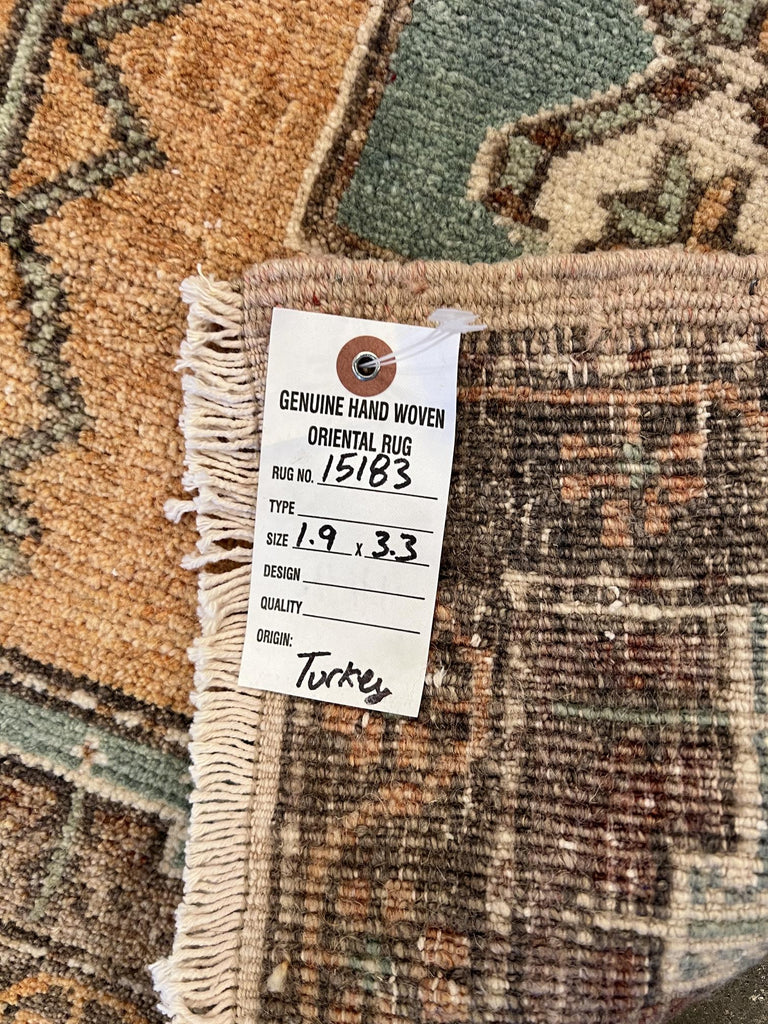 GENUINE HAND WOVEN
ORIENTAL RUG
RUG NO. 15183
TYPE
SIZE 1.9 X 3.3
DESIGN
QUALITY
ORIGIN:
Turkey